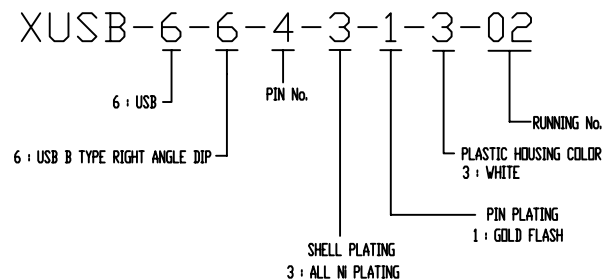 XUSB-6-6-4-3-1-3-02
6 : USB
PIN No.
RUNNING No.
6 : USB B TYPE RIGHT ANGLE DIP
PLASTIC HOUSING COLOR
3 : WHITE
PIN PLATING
1 : GOLD FLASH
SHELL PLATING
3 : ALL Ni PLATING